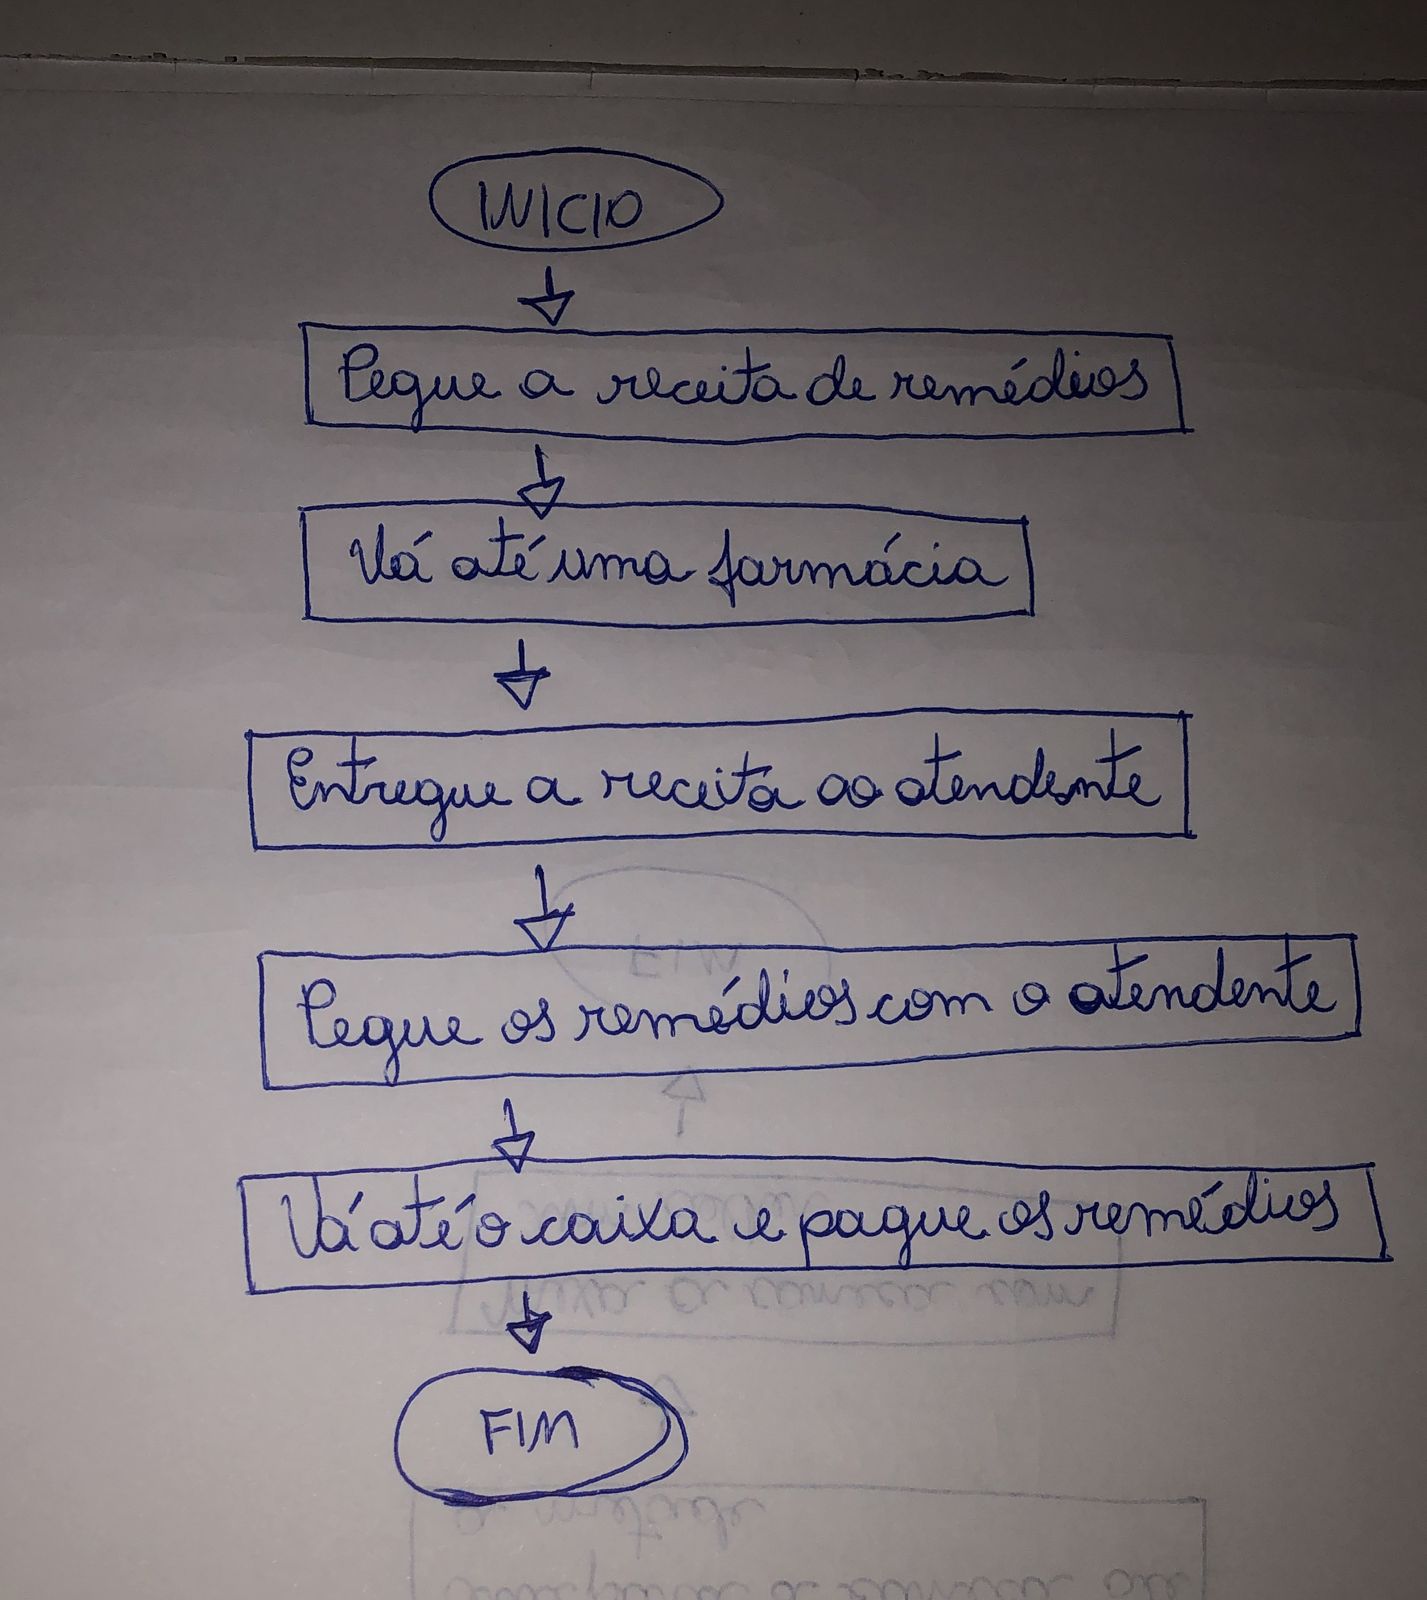 INICIO
Pegue a receita de remédios
Vá até uma farmácia
Entregue a receita ao atendente
Pegue os remédios com o atendente
Vá até o caixa e pague os remédios
FIM